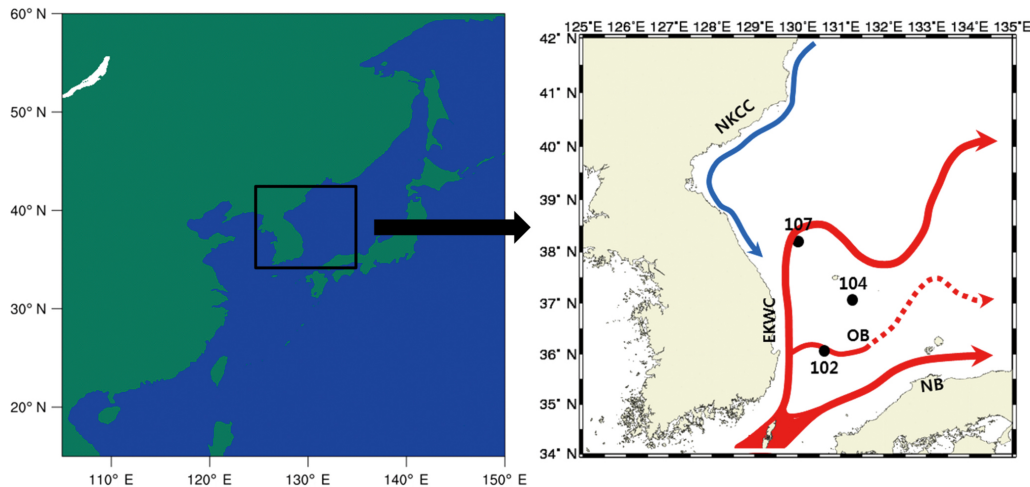 60° N
50° N
40° N
30° N
20° N
110° E 120° E 130° E 140° E 150° E
125°E 126°E 127°E 128°E 129°E 130°E 131°E 132°E 133°E 134°E 135°E
42° N
41° N
40° N
39° N
38° N
37° N
36° N
35° N
34° N
NKCC
107
104
EKWC
OB
102
NB